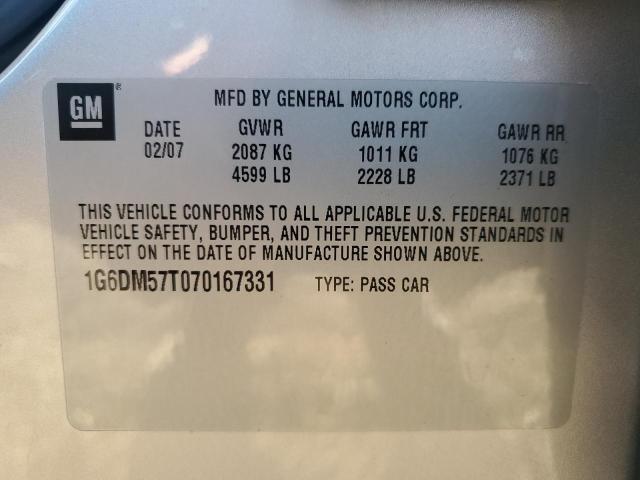 GM® MFD BY GENERAL MOTORS CORP.
DATE GVWR GAWR FRT GAWR RR
02/07 2087 KG 1011 KG 1076 KG
4599 LB 2228 LB 2371 LB
THIS VEHICLE CONFORMS TO ALL APPLICABLE U.S. FEDERAL MOTOR
VEHICLE SAFETY, BUMPER, AND THEFT PREVENTION STANDARDS IN
EFFECT ON THE DATE OF MANUFACTURE SHOWN ABOVE.
1G6DM57T070167331 TYPE: PASS CAR